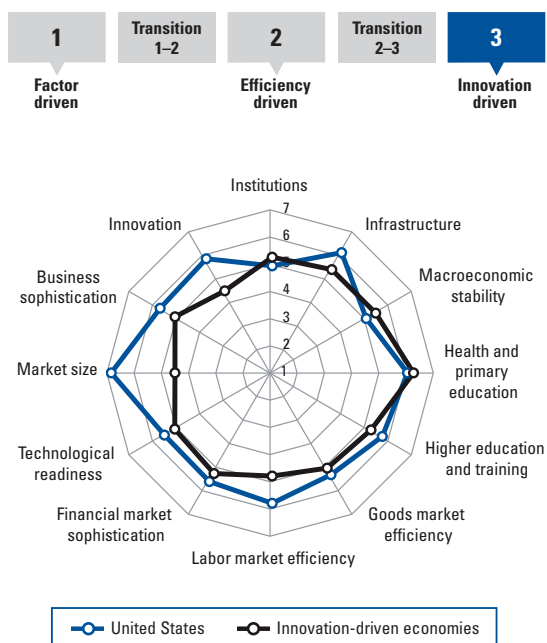 1
Transition
1–2
2
Transition
2–3
3
Factor
driven
Efficiency
driven
Innovation
driven
Institutions
7
Innovation
Infrastructure
6
5
Business
sophistication
Macroeconomic
stability
4
3
2
Market size
1
Health and
primary
education
Technological
readiness
Higher education
and training
Financial market
sophistication
Goods market
efficiency
Labor market efficiency
United States
Innovation-driven economies